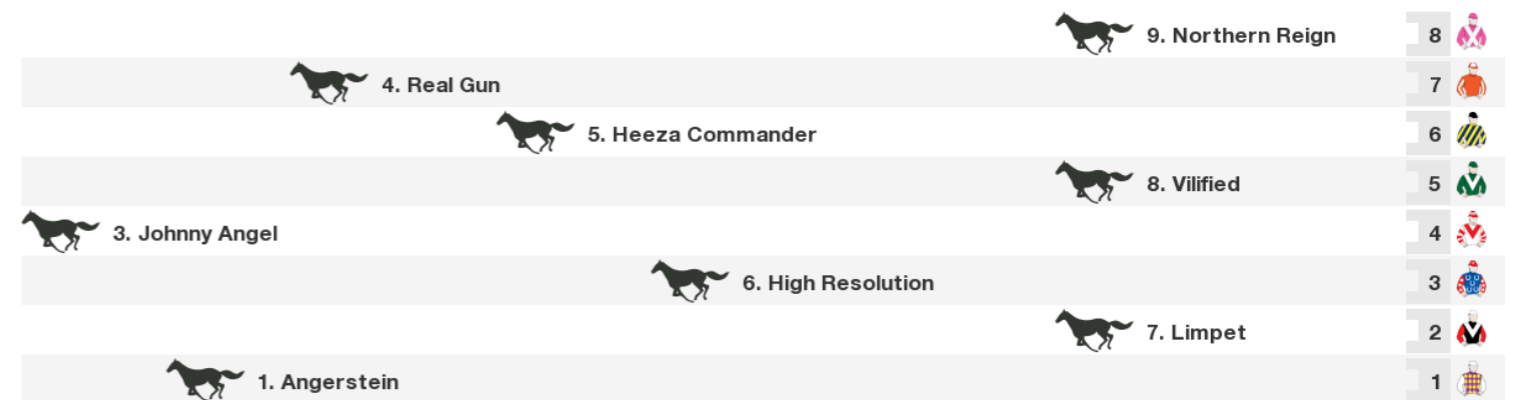 9. Northern Reign 8
4. Real Gun 7
5. Heeza Commander 6
8. Vilified 5
3. Johnny Angel 4
6. High Resolution 3
7. Limpet 2
1. Angerstein 1